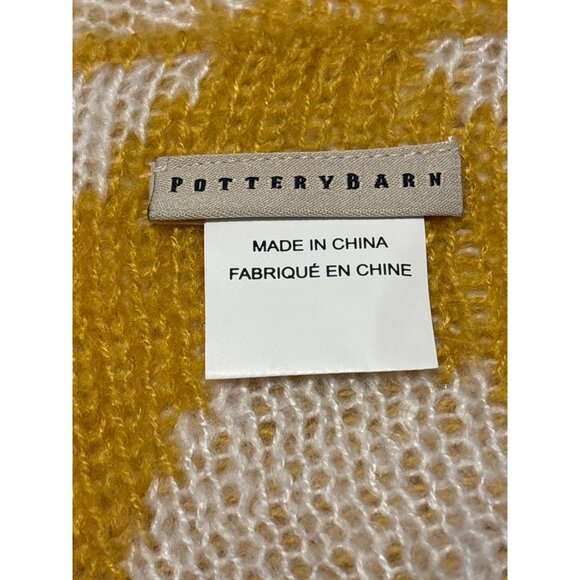 POTTERYBARN
MADE IN CHINA
FABRIQUÉ EN CHINE